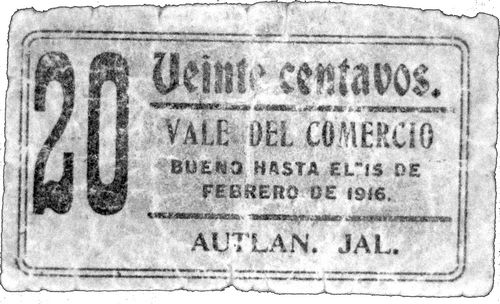 20
Veinte centavos.
VALE DEL COMERCIO
BUENO HASTA EL 15 DE
FEBRERO DE 1916.
AUTLAN. JAL.